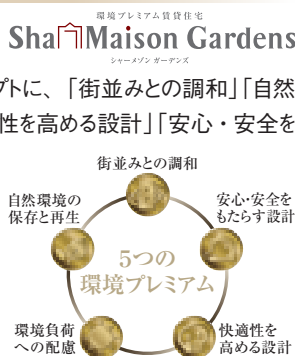 環境プレミアム賃貸住宅
ShaMaison Gardens
シャーメゾン ガーデンズ
プトに、「街並みとの調和」「自然
性を高める設計」「安心・安全を
街並みとの調和
自然環境の
保存と再生
安心・安全を
もたらす設計
5つの
環境プレミアム
環境負荷
への配慮
快適性を
高める設計